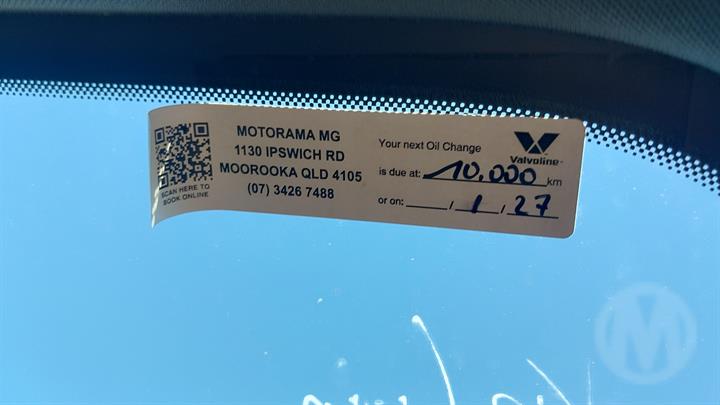 MOTORAMA MG
1130 IPSWICH RD
MOOROOKA QLD 4105
(07) 3426 7488
SCAN HERE TO
BOOK ONLINE
Your next Oil Change
is due at: 10,000 km
or on: / 1 / 27
Valvoline
M